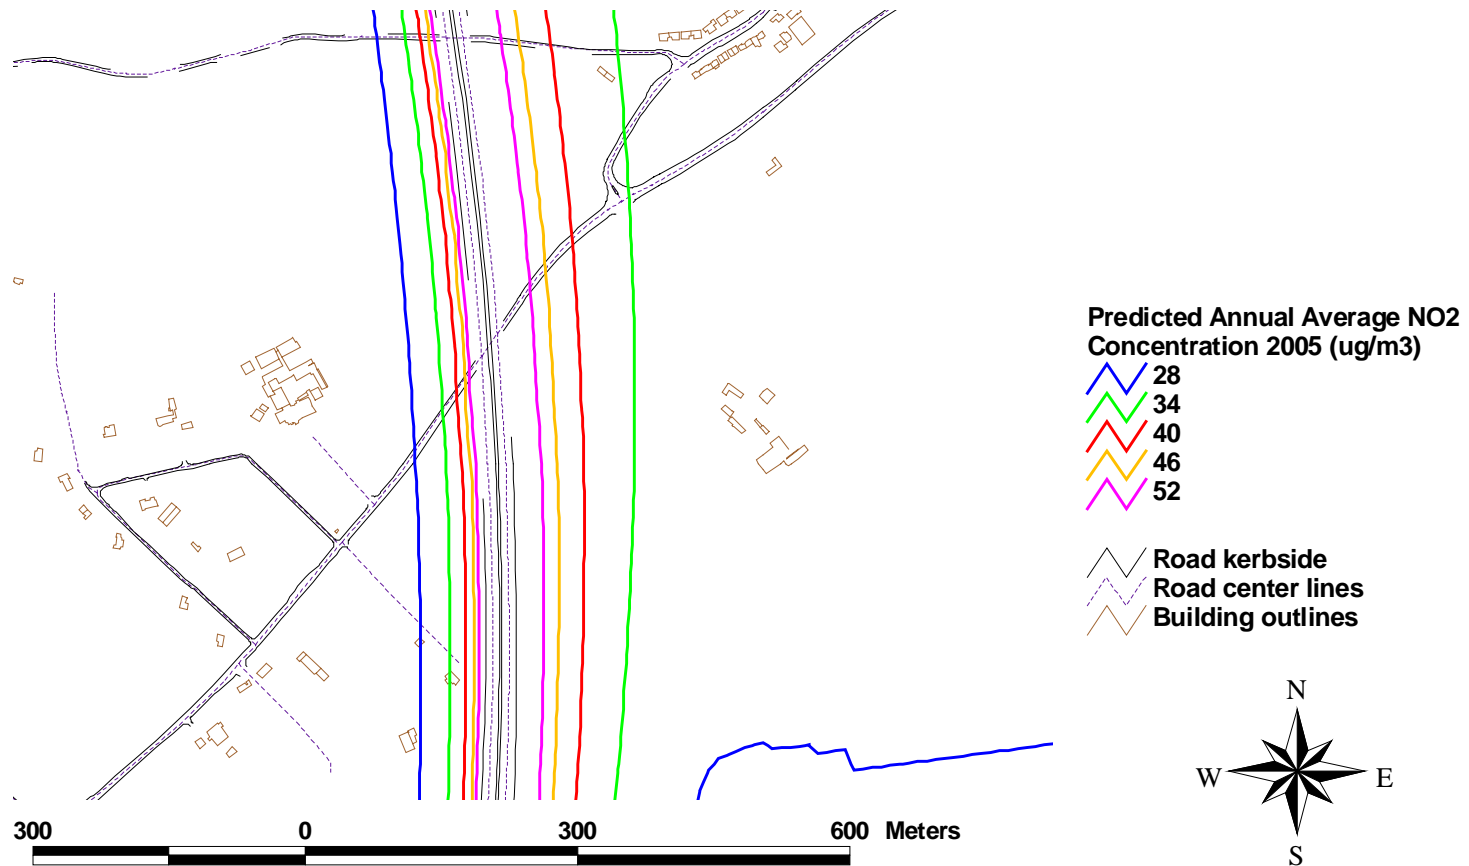 Predicted Annual Average NO2
Concentration 2005 (ug/m3)
28
34
40
46
52
Road kerbside
Road center lines
Building outlines
N
W E
S
300 0 300 600 Meters